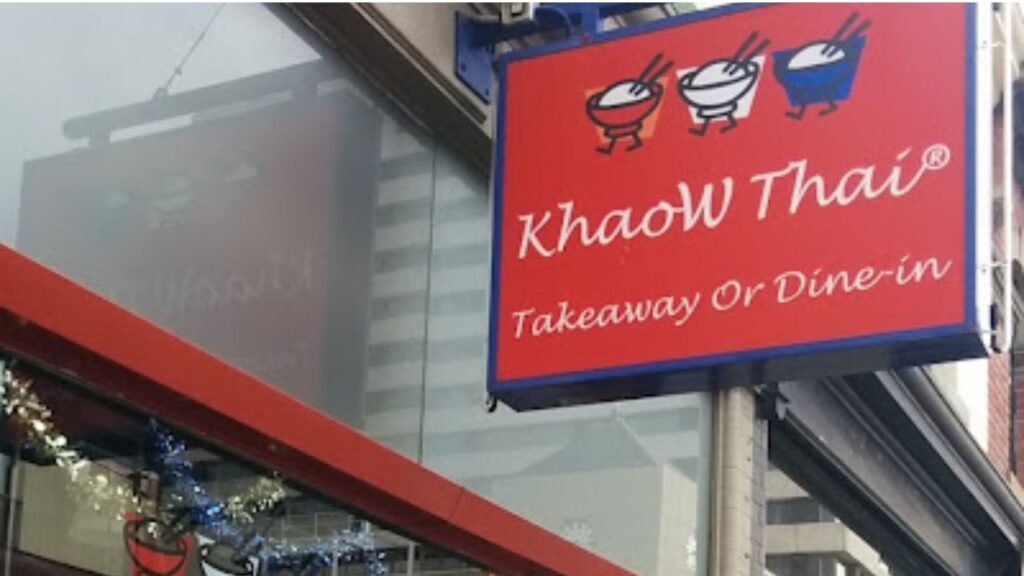 KhaoW Thai®
Takeaway Or Dine-in